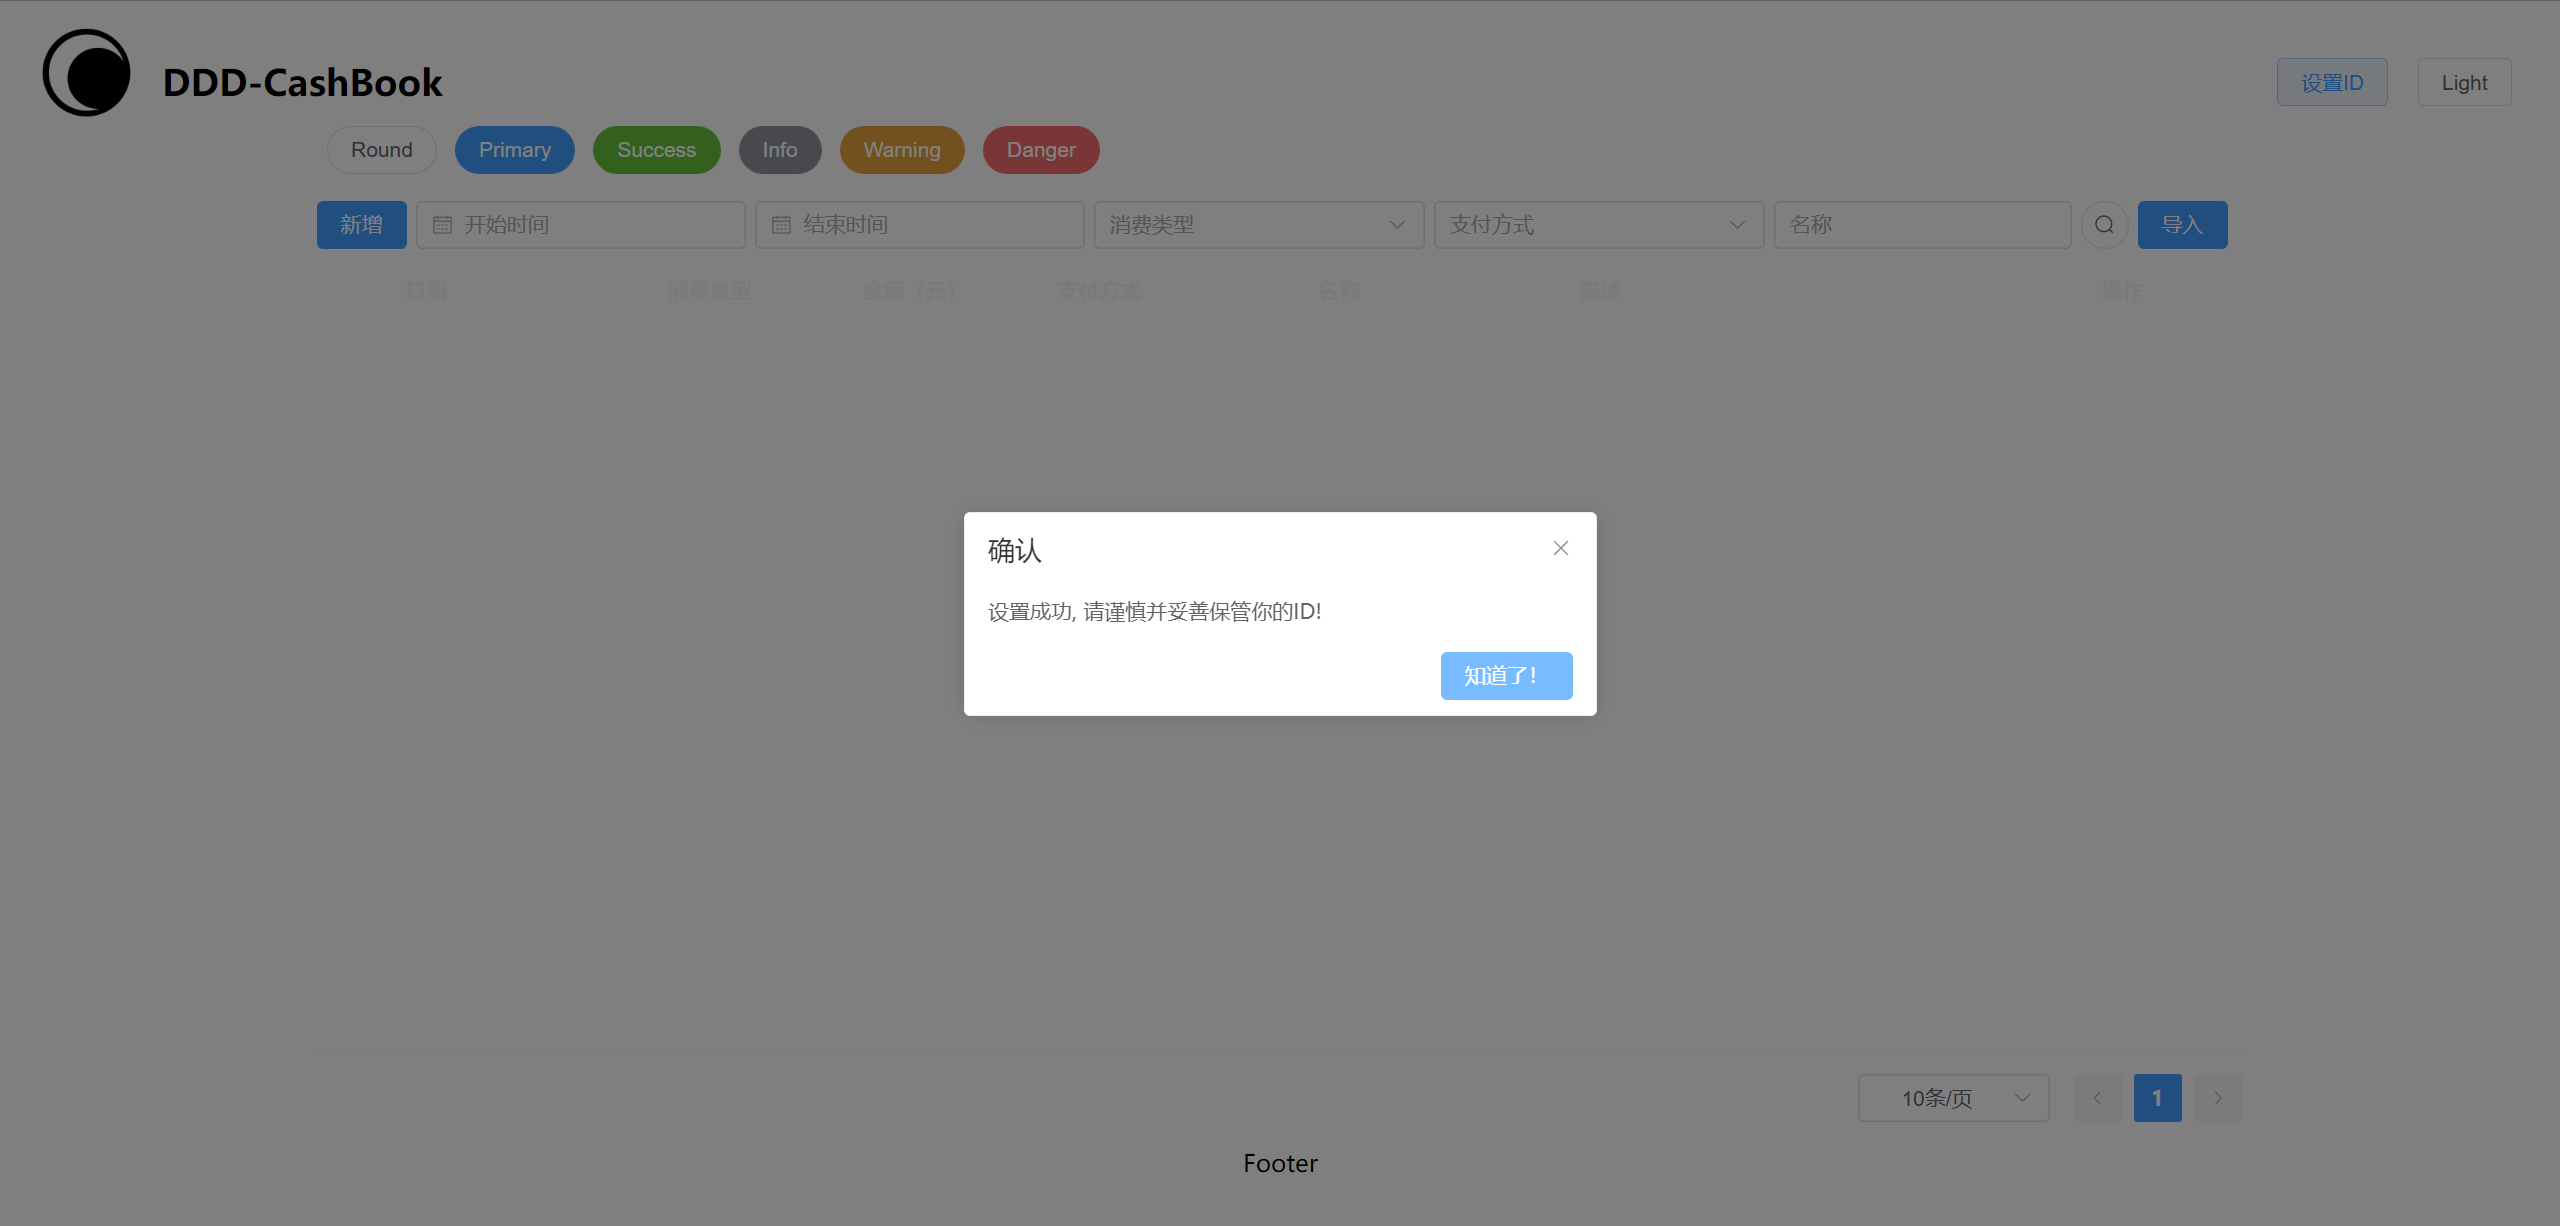 DDD-CashBook
设置ID Light
Round Primary Success Info Warning Danger
新增 开始时间 结束时间 消费类型 支付方式 名称 导入
日期 消费类型 金额（元） 支付方式 名称 描述 操作
确认
设置成功, 请谨慎并妥善保管你的ID!
知道了！
10条/页 1
Footer